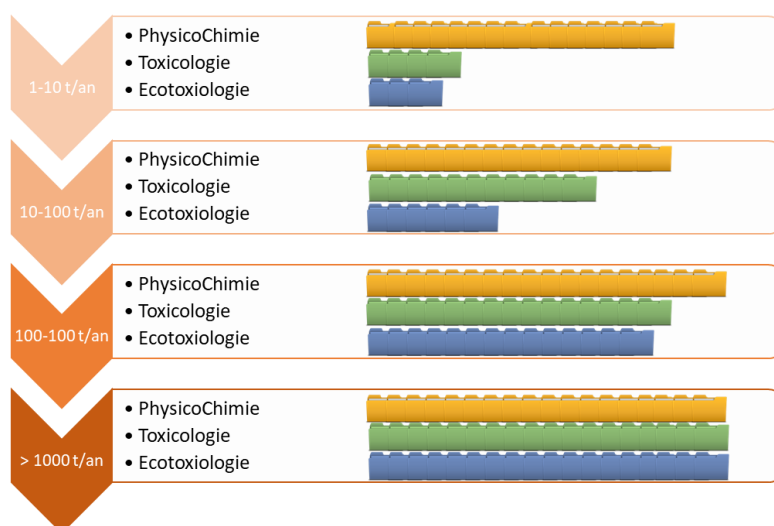 1-10 t/an
• PhysicoChimie
• Toxicologie
• Ecotoxiologie
10-100 t/an
• PhysicoChimie
• Toxicologie
• Ecotoxiologie
100-100 t/an
• PhysicoChimie
• Toxicologie
• Ecotoxiologie
> 1000 t/an
• PhysicoChimie
• Toxicologie
• Ecotoxiologie